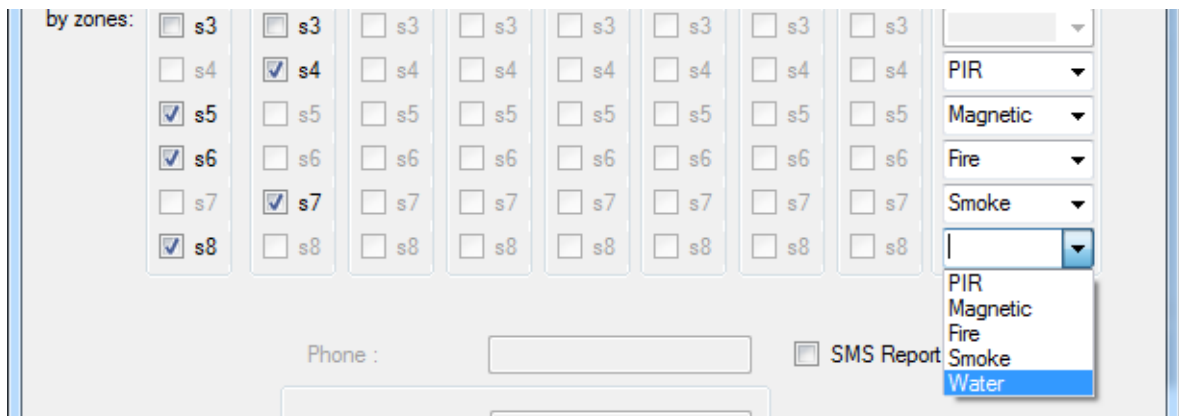 by zones: s3 s3 s3 s3 s3 s3 s3 s3
s4 s4 s4 s4 s4 s4 s4 s4 PIR
s5 s5 s5 s5 s5 s5 s5 s5 Magnetic
s6 s6 s6 s6 s6 s6 s6 s6 Fire
s7 s7 s7 s7 s7 s7 s7 s7 Smoke
s8 s8 s8 s8 s8 s8 s8 s8
PIR
Magnetic
Fire
Phone : SMS Report Smoke
Water